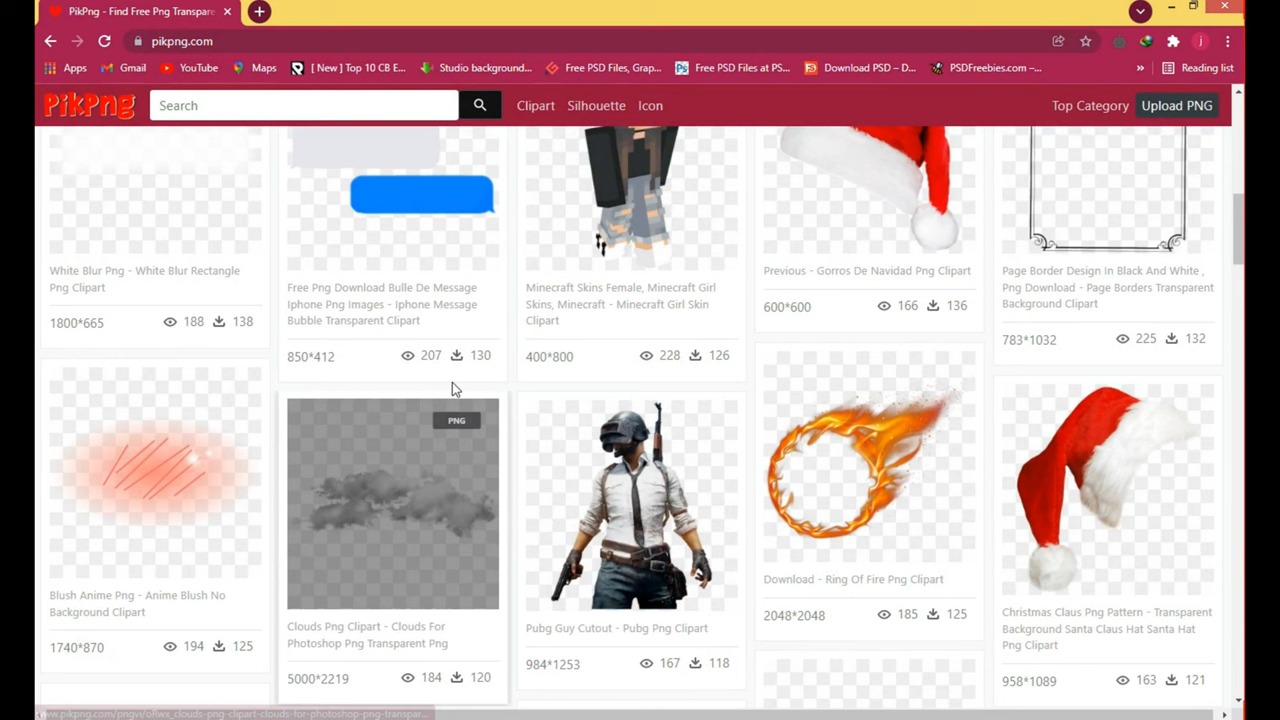 PikPng - Find Free Png Transpare
pikpng.com
Apps
Gmail
YouTube
Maps
[ New ] Top 10 CB E...
Studio background...
Free PSD Files, Grap...
Free PSD Files at PS...
Download PSD – D...
PSDFreebies.com –...
»
Reading list
PikPng
Search
Clipart
Silhouette
Icon
Top Category
Upload PNG
White Blur Png - White Blur Rectangle
Png Clipart
1800*665
188
138
Free Png Download Bulle De Message
Iphone Png Images - Iphone Message
Bubble Transparent Clipart
850*412
207
130
Minecraft Skins Female, Minecraft Girl
Skins, Minecraft - Minecraft Girl Skin
Clipart
400*800
228
126
Previous - Gorros De Navidad Png Clipart
600*600
166
136
Page Border Design In Black And White ,
Png Download - Page Borders Transparent
Background Clipart
783*1032
225
132
Blush Anime Png - Anime Blush No
Background Clipart
1740*870
194
125
PNG
Clouds Png Clipart - Clouds For
Photoshop Png Transparent Png
5000*2219
184
120
Pubg Guy Cutout - Pubg Png Clipart
984*1253
167
118
Download - Ring Of Fire Png Clipart
2048*2048
185
125
Christmas Claus Png Pattern - Transparent
Background Santa Claus Hat Santa Hat
Png Clipart
958*1089
163
121